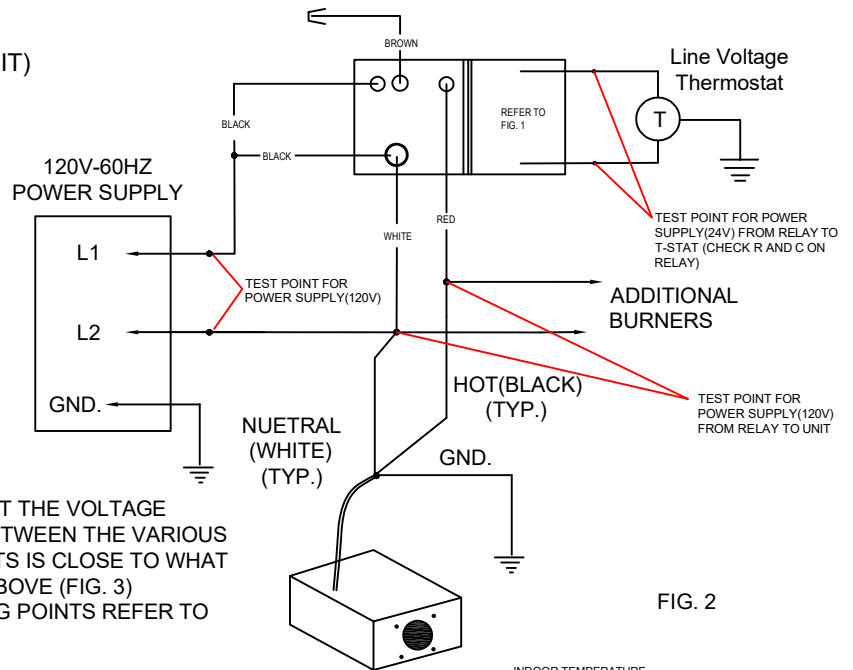 IT)
BROWN
Line Voltage
Thermostat
REFER TO
FIG. 1
T
BLACK
BLACK
120V-60HZ
POWER SUPPLY
RED
WHITE
TEST POINT FOR POWER
SUPPLY(24V) FROM RELAY TO
T-STAT (CHECK R AND C ON
RELAY)
L1
TEST POINT FOR
POWER SUPPLY(120V)
ADDITIONAL
BURNERS
L2
HOT(BLACK)
(TYP.)
GND.
TEST POINT FOR
POWER SUPPLY(120V)
FROM RELAY TO UNIT
NUETRAL
(WHITE)
(TYP.)
GND.
T THE VOLTAGE
TWEEN THE VARIOUS
TS IS CLOSE TO WHAT
BOVE (FIG. 3)
G POINTS REFER TO
FIG. 2
INDOOR TEMPERATURE